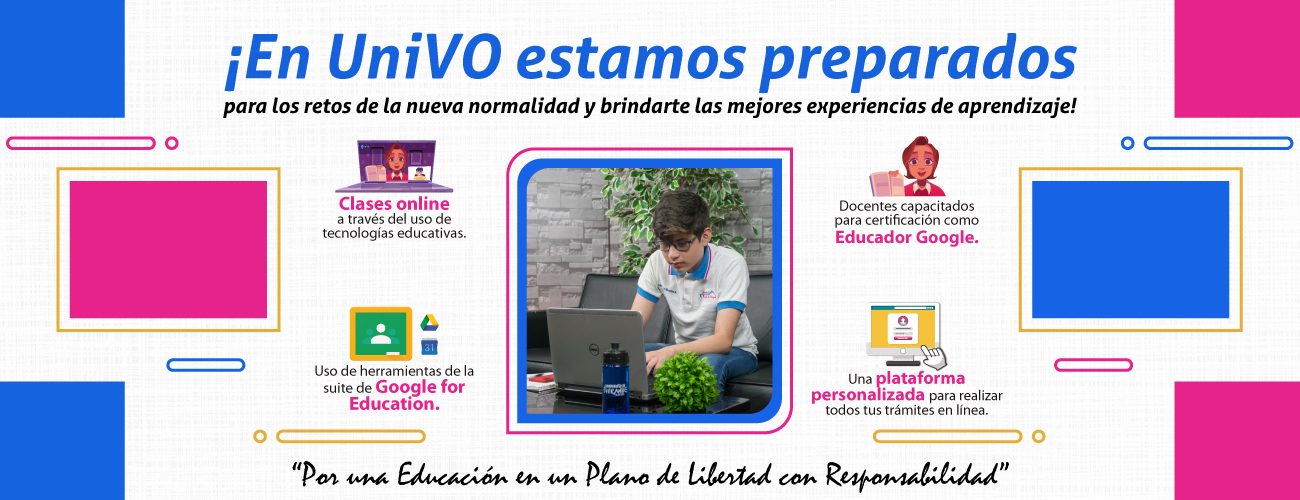 ¡En UniVO estamos preparados
para los retos de la nueva normalidad y brindarte las mejores experiencias de aprendizaje!
Clases online
a través del uso de
tecnologías educativas.
Docentes capacitados
para certificación como
Educador Google.
31
Uso de herramientas de la
suite de Google for
Education.
DELL
Una plataforma
personalizada para realizar
todos tus trámites en línea.
“Por una Educación en un Plano de Libertad con Responsabilidad”